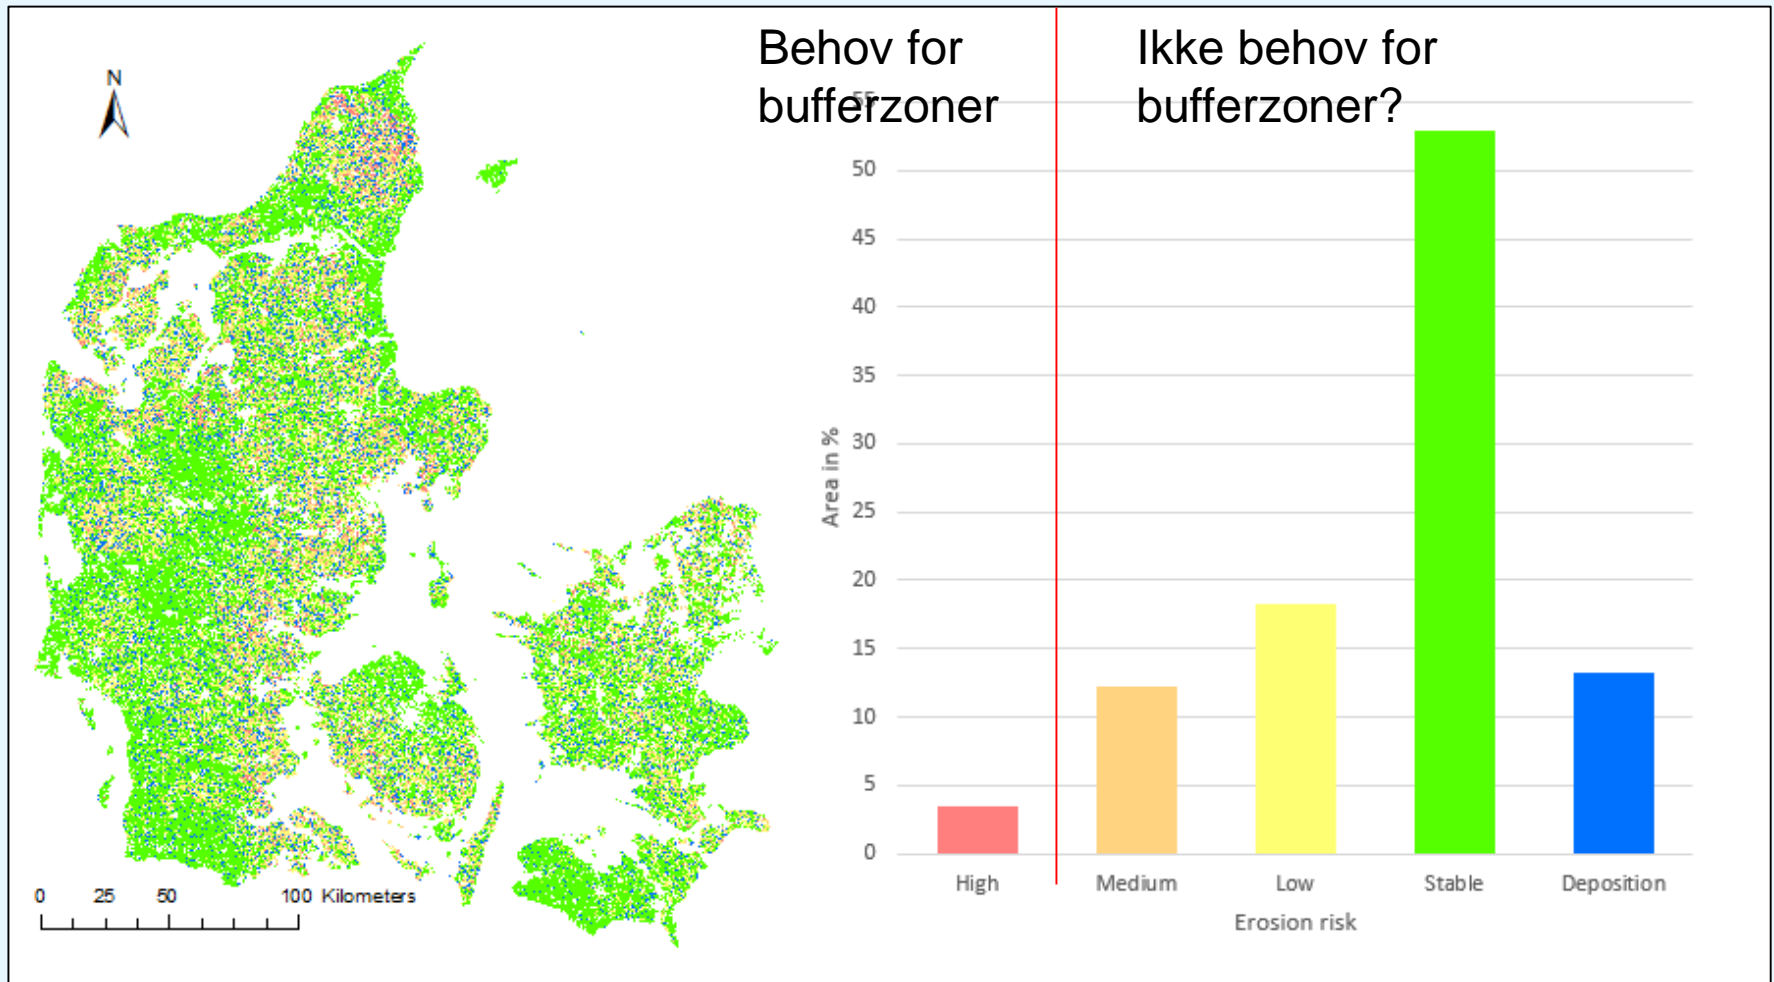 Behov for
bufferzoner
Ikke behov for
bufferzoner?
N
0 25 50 100 Kilometers
55
50
45
40
35
30
25
20
15
10
5
0
Area in %
High Medium Low Stable Deposition
Erosion risk